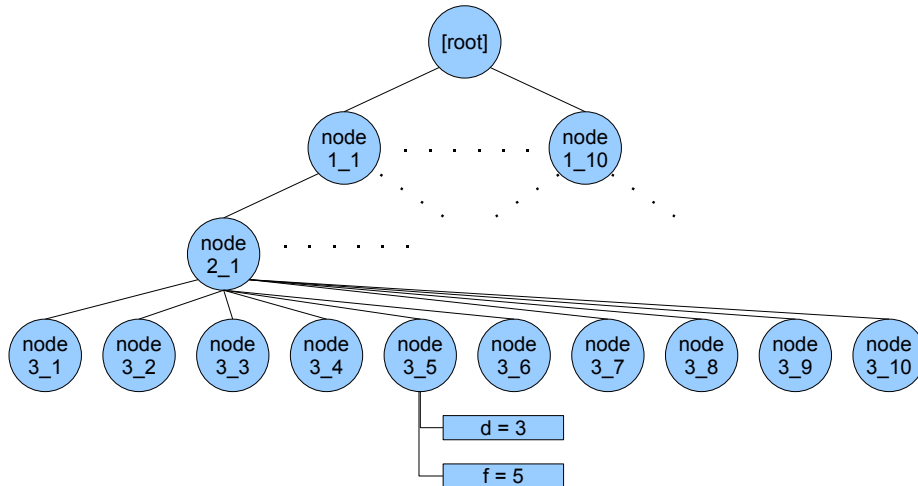 [root]
node
1_1
node
1_10
node
2_1
node
3_1
node
3_2
node
3_3
node
3_4
node
3_5
node
3_6
node
3_7
node
3_8
node
3_9
node
3_10
d = 3
f = 5